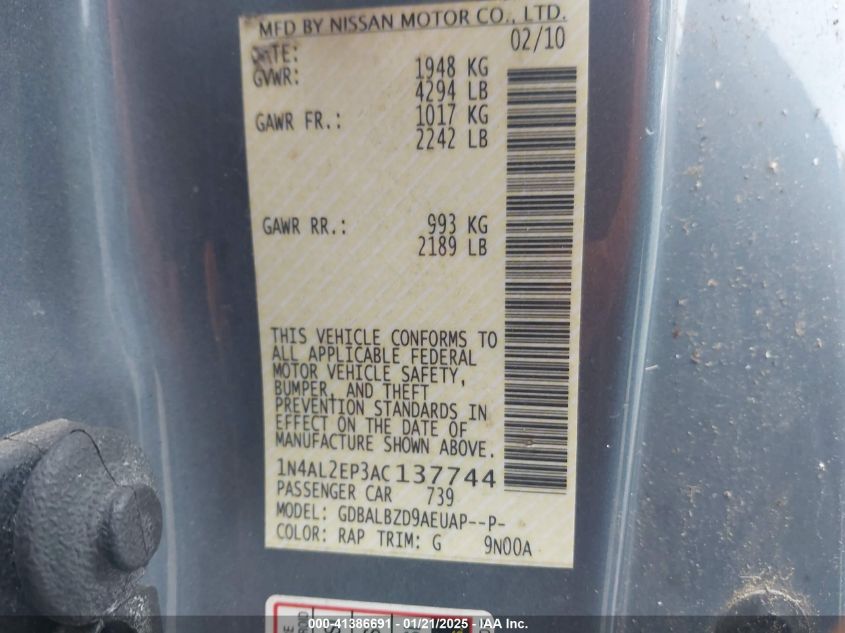 MFD BY NISSAN MOTOR CO., LTD.
DATE: 02/10
GVWR: 1948 KG
4294 LB
GAWR FR.: 1017 KG
2242 LB
GAWR RR.: 993 KG
2189 LB
THIS VEHICLE CONFORMS TO
ALL APPLICABLE FEDERAL
MOTOR VEHICLE SAFETY,
BUMPER, AND THEFT
PREVENTION STANDARDS IN
EFFECT ON THE DATE OF
MANUFACTURE SHOWN ABOVE.
1N4AL2EP3AC137744
PASSENGER CAR 739
MODEL: GDBALBZD9AEUAP--P-
COLOR: RAP TRIM: G 9N00A
000-41386691 - 01/21/2025 - IAA Inc.